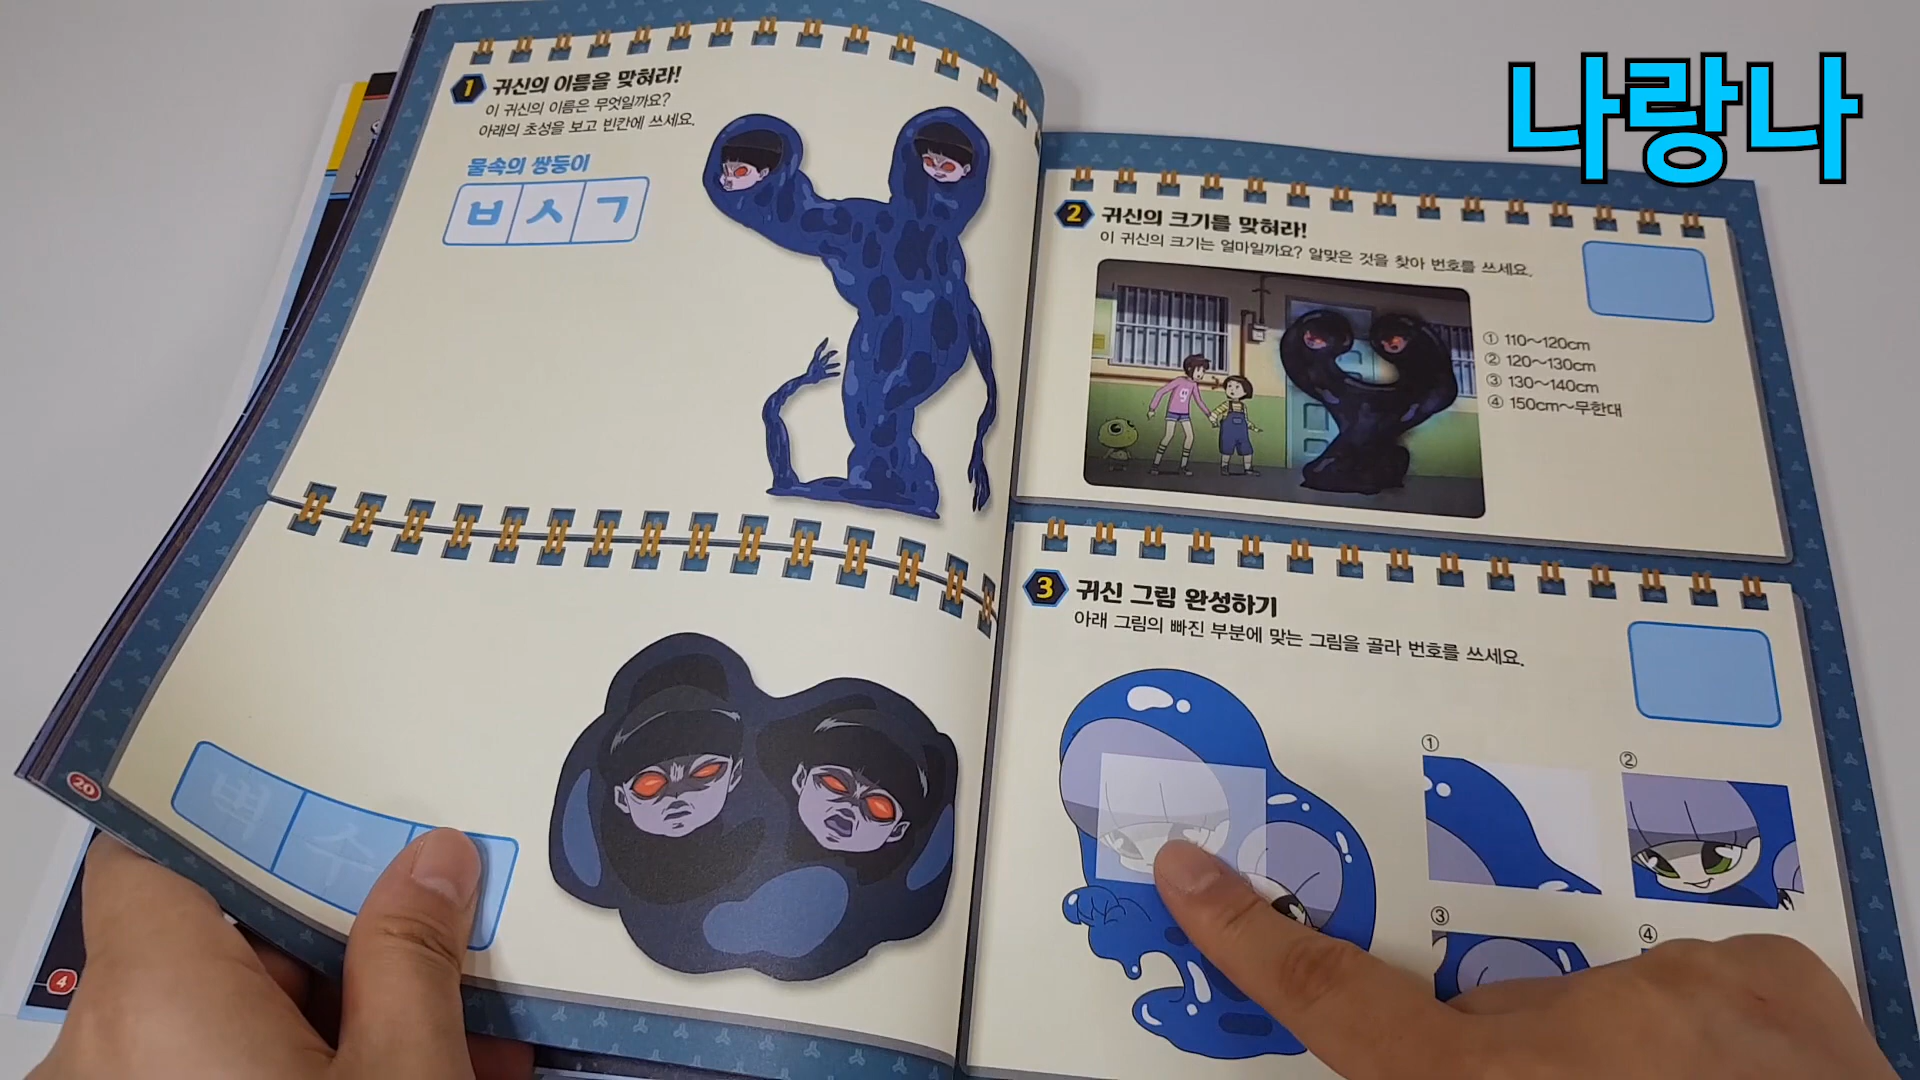 나랑나
1 귀신의 이름을 맞혀라!
이 귀신의 이름은 무엇일까요?
아래의 초성을 보고 빈칸에 쓰세요.
물속의 쌍둥이
ㅂ ㅅ ㄱ
벽 수
20
4
2 귀신의 크기를 맞혀라!
이 귀신의 크기는 얼마일까요? 알맞은 것을 찾아 번호를 쓰세요.
① 110~120cm
② 120~130cm
③ 130~140cm
④ 150cm~무한대
3 귀신 그림 완성하기
아래 그림의 빠진 부분에 맞는 그림을 골라 번호를 쓰세요.
① ②
③ ④